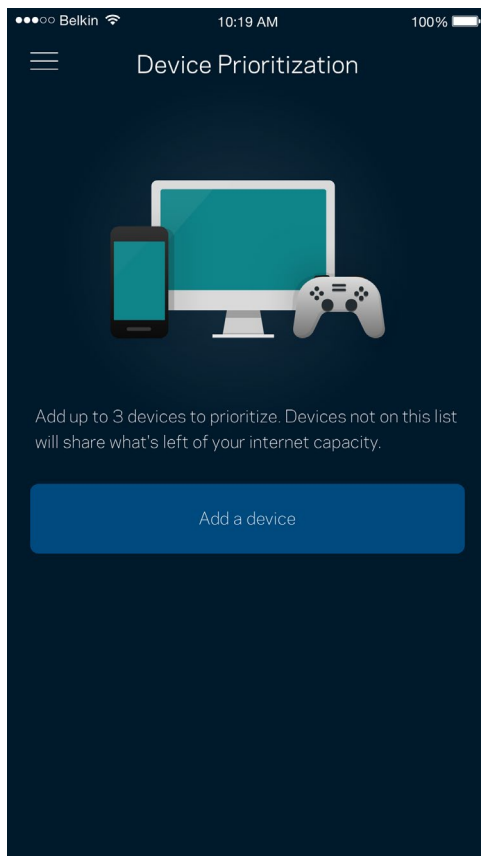 Belkin 10:19 AM 100%
Device Prioritization
Add up to 3 devices to prioritize. Devices not on this list
will share what's left of your internet capacity.
Add a device